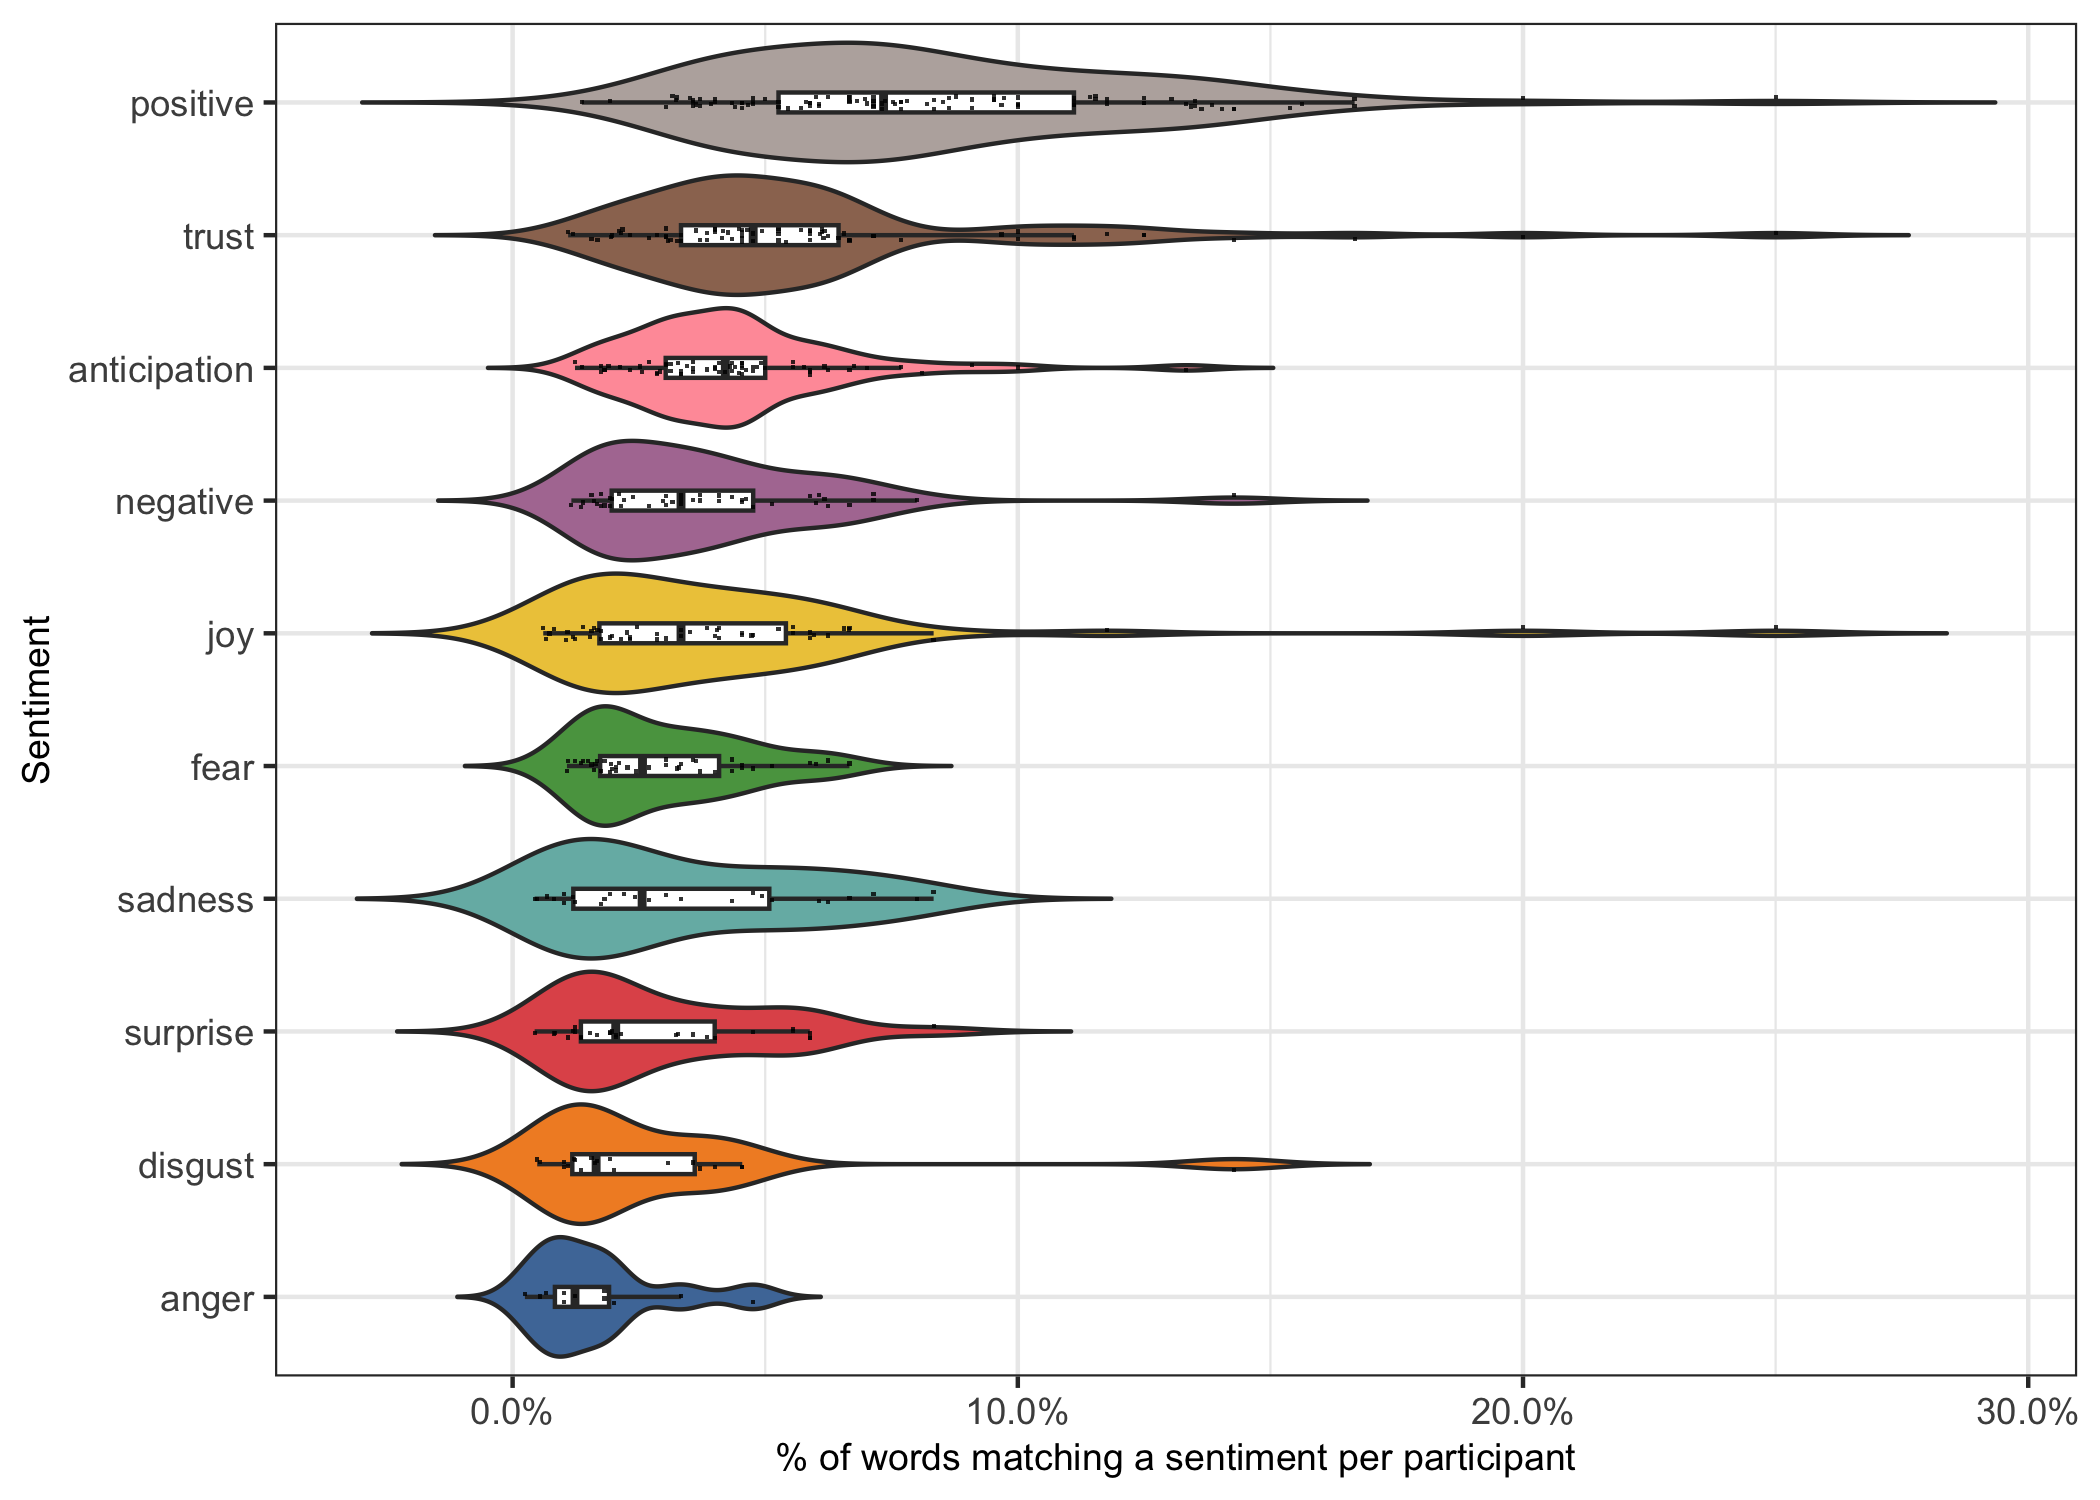 Sentiment
positive
trust
anticipation
negative
joy
fear
sadness
surprise
disgust
anger
0.0% 10.0% 20.0% 30.0%
% of words matching a sentiment per participant